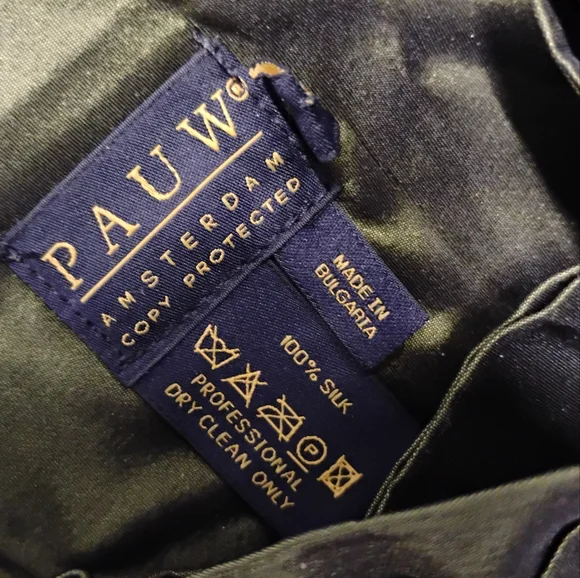 PAUW®
AMSTERDAM
COPY PROTECTED
MADE IN
BULGARIA
100% SILK
P
PROFESSIONAL
DRY CLEAN ONLY